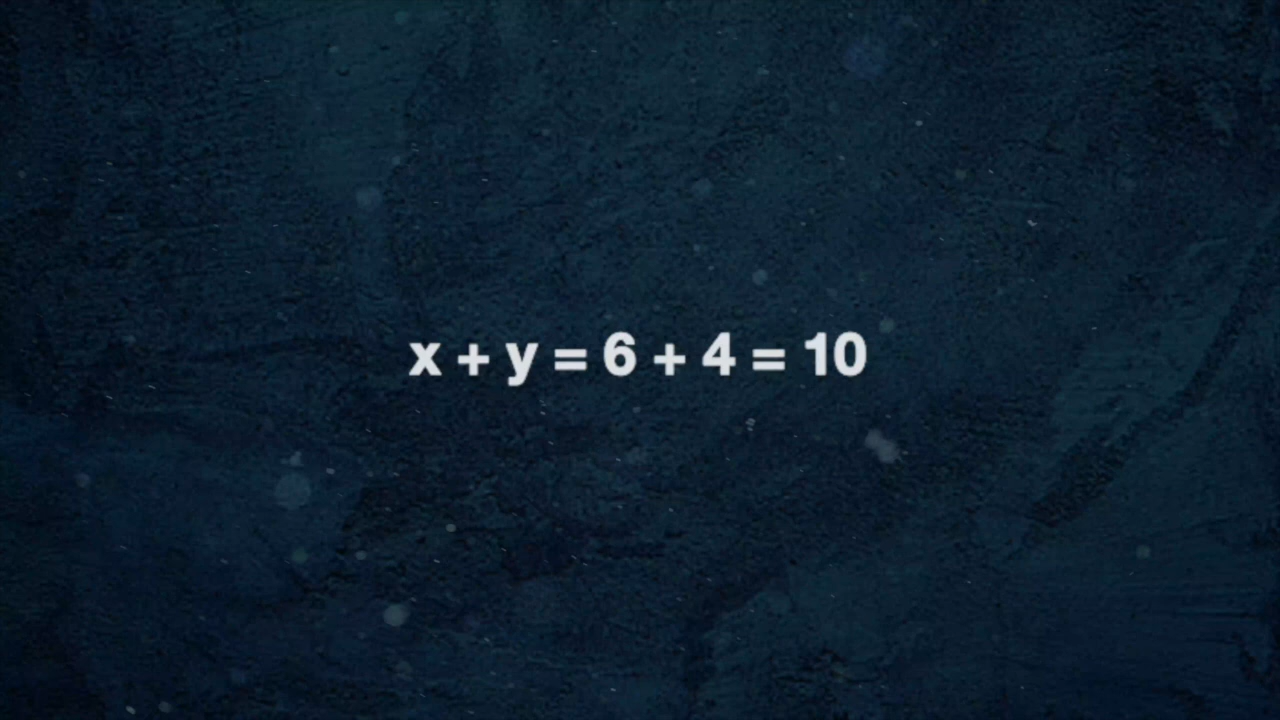 x + y = 6 + 4 = 10